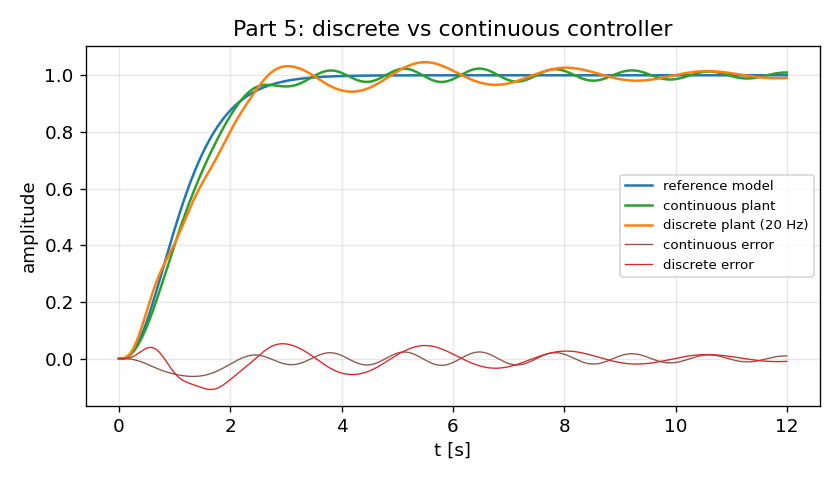 Part 5: discrete vs continuous controller
amplitude
1.0
0.8
0.6
0.4
0.2
0.0
reference model
continuous plant
discrete plant (20 Hz)
continuous error
discrete error
0 2 4 6 8 10 12
t [s]